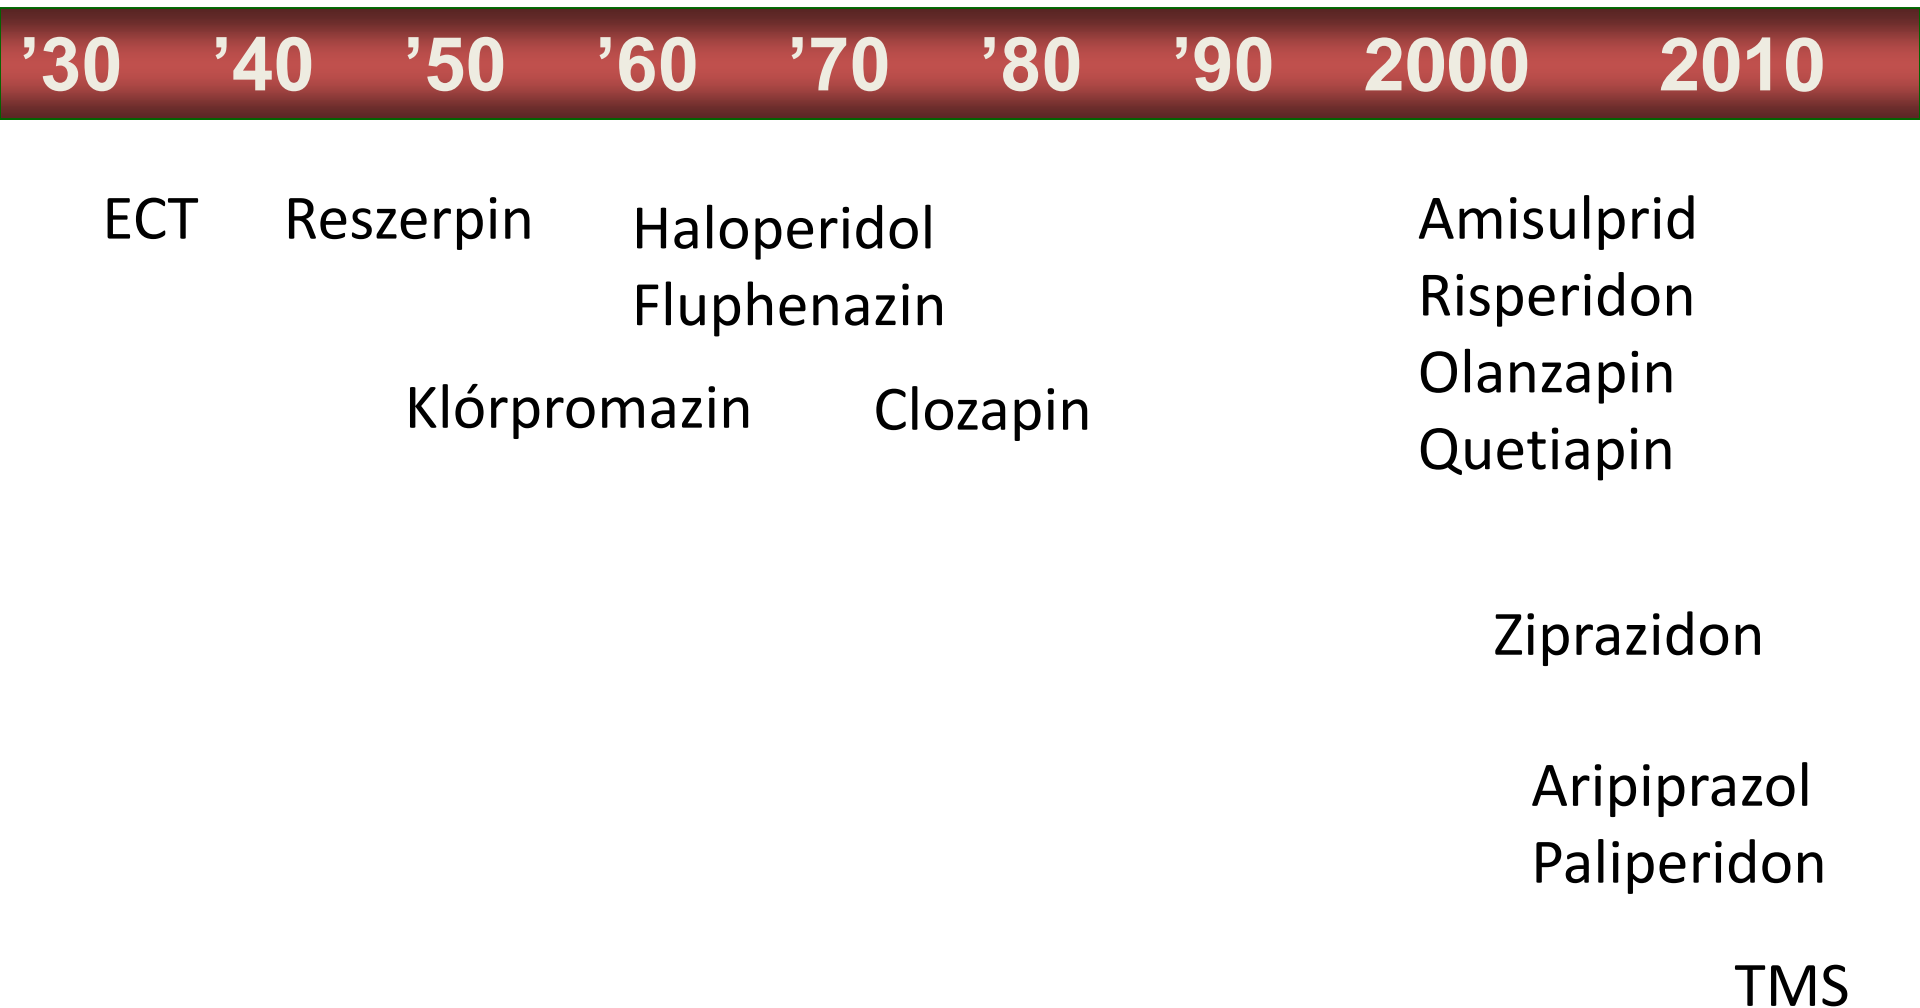 ’30 ’40 ’50 ’60 ’70 ’80 ’90 2000 2010
ECT
Reszerpin
Haloperidol
Fluphenazin
Klórpromazin
Clozapin
Amisulprid
Risperidon
Olanzapin
Quetiapin
Ziprazidon
Aripiprazol
Paliperidon
TMS